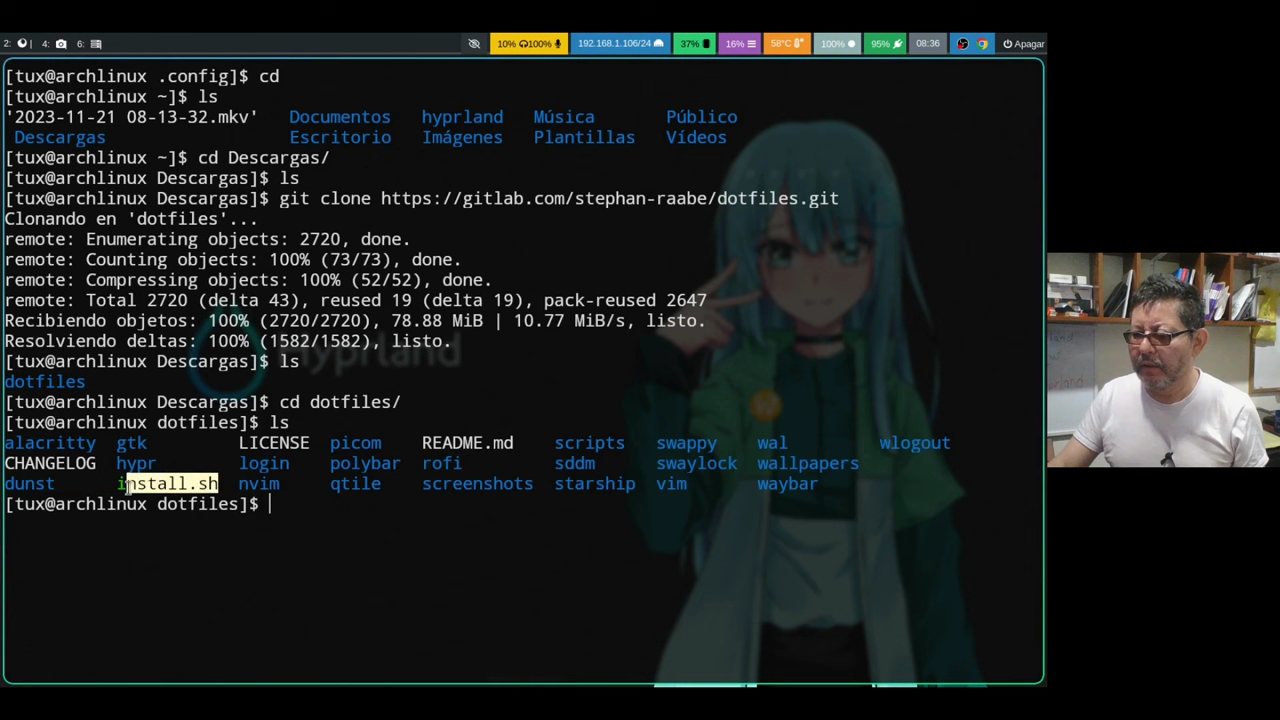 2: 4: 6: 10% 100% 192.168.1.106/24 37% 16% 58°C 100% 95% 08:36 Apagar
[tux@archlinux .config]$ cd
[tux@archlinux ~]$ ls
'2023-11-21 08-13-32.mkv' Documentos hyprland Música Público
Descargas Escritorio Imágenes Plantillas Vídeos
[tux@archlinux ~]$ cd Descargas/
[tux@archlinux Descargas]$ ls
[tux@archlinux Descargas]$ git clone https://gitlab.com/stephan-raabe/dotfiles.git
Clonando en 'dotfiles'...
remote: Enumerating objects: 2720, done.
remote: Counting objects: 100% (73/73), done.
remote: Compressing objects: 100% (52/52), done.
remote: Total 2720 (delta 43), reused 19 (delta 19), pack-reused 2647
Recibiendo objetos: 100% (2720/2720), 78.88 MiB | 10.77 MiB/s, listo.
Resolviendo deltas: 100% (1582/1582), listo.
hyprland
[tux@archlinux Descargas]$ ls
dotfiles
[tux@archlinux Descargas]$ cd dotfiles/
[tux@archlinux dotfiles]$ ls
alacritty gtk LICENSE picom README.md scripts swappy wal wlogout
CHANGELOG hypr login polybar rofi sddm swaylock wallpapers
dunst install.sh nvim qtile screenshots starship vim waybar
[tux@archlinux dotfiles]$